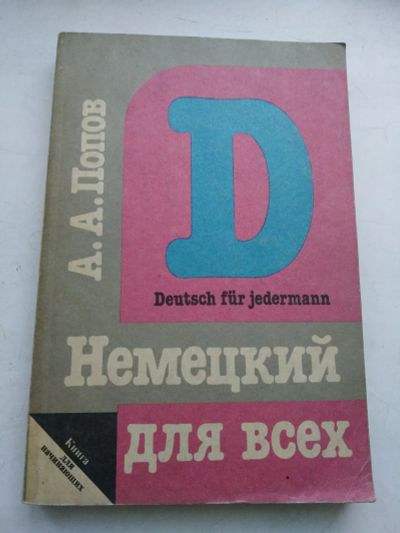 А. А. Попов
D
Deutsch für jedermann
Немецкий
для всех
Книга
для
начинающих